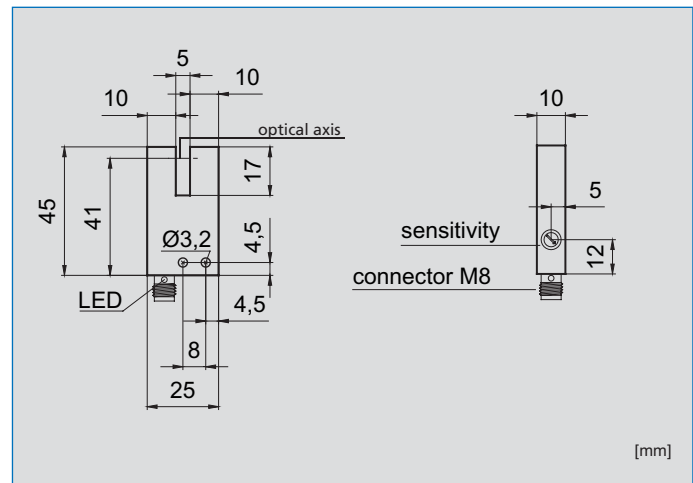 5
10
10
10
optical axis
45
41
17
5
Ø3,2
4,5
sensitivity
12
LED
connector M8
4,5
8
25
[mm]